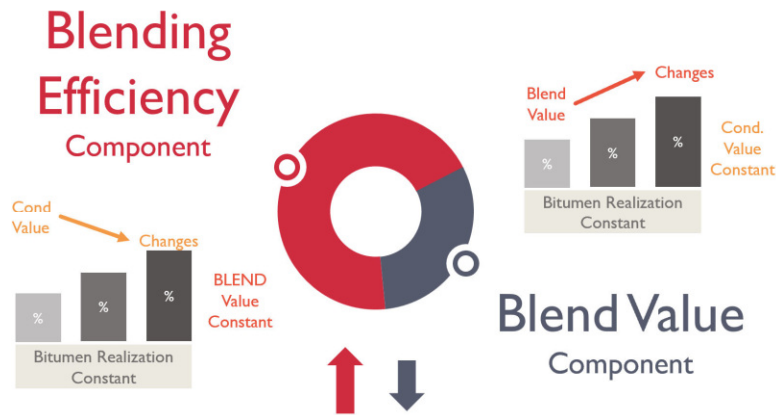 Blending
Efficiency
Component
Cond
Value
Changes
%
%
%
BLEND
Value
Constant
Bitumen Realization
Constant
Blend
Value
Changes
%
%
%
Cond.
Value
Constant
Bitumen Realization
Constant
Blend Value
Component